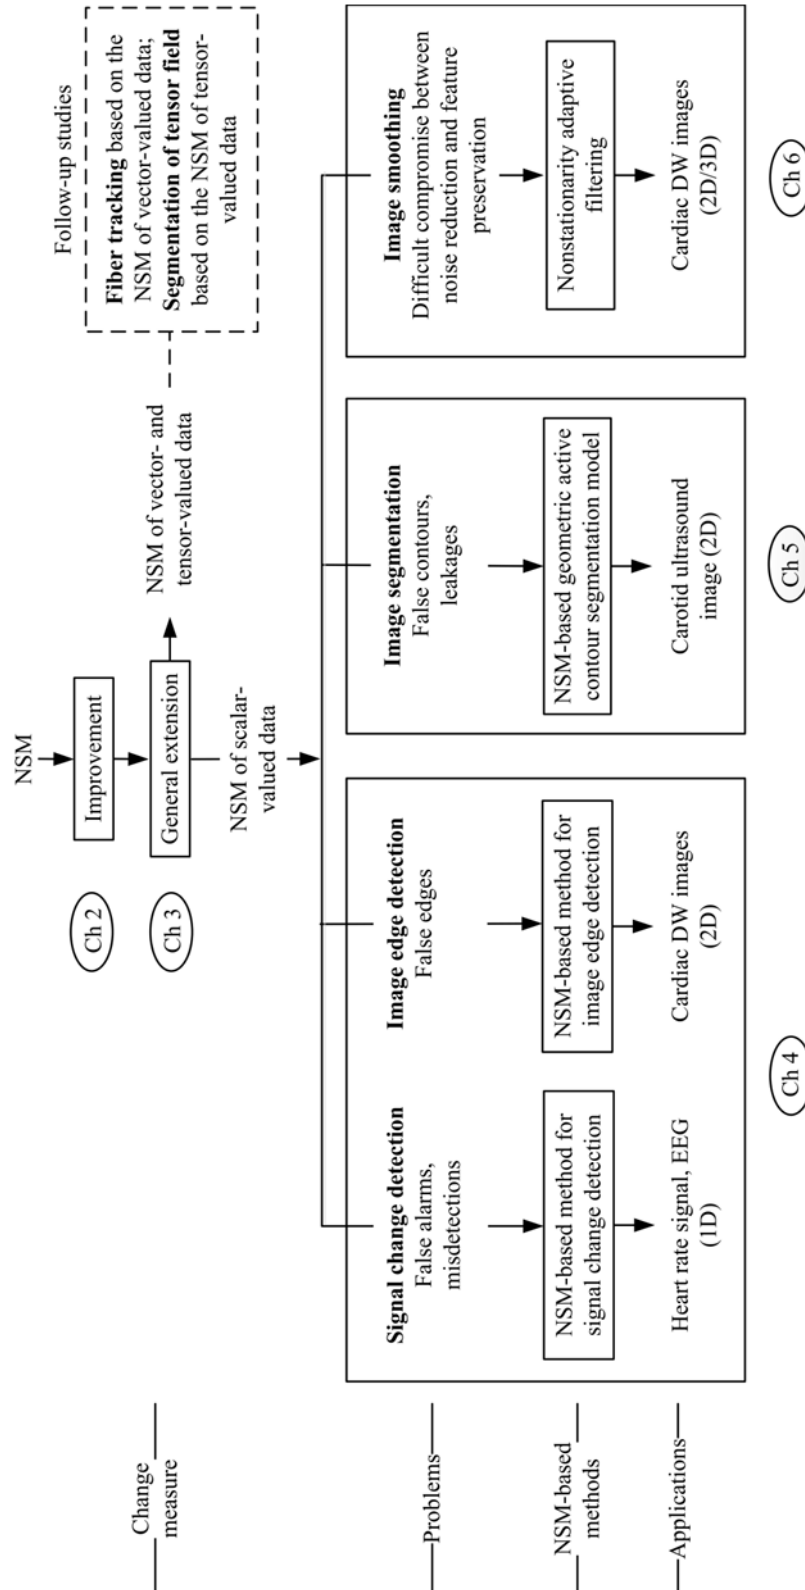 NSM
Follow-up studies
Ch 2
Improvement
Fiber tracking based on the
NSM of vector-valued data;
Segmentation of tensor field
based on the NSM of tensor-
valued data
Change
measure
Ch 3
General extension
NSM of vector- and
tensor-valued data
NSM of scalar-
valued data
Problems
Signal change detection
False alarms,
misdetections
Image edge detection
False edges
Image segmentation
False contours,
leakages
Image smoothing
Difficult compromise between
noise reduction and feature
preservation
NSM-based
methods
NSM-based method for
signal change detection
NSM-based method for
image edge detection
NSM-based geometric active
contour segmentation model
Nonstationarity adaptive
filtering
Applications
Heart rate signal, EEG
(1D)
Cardiac DW images
(2D)
Carotid ultrasound
image (2D)
Cardiac DW images
(2D/3D)
Ch 4
Ch 5
Ch 6